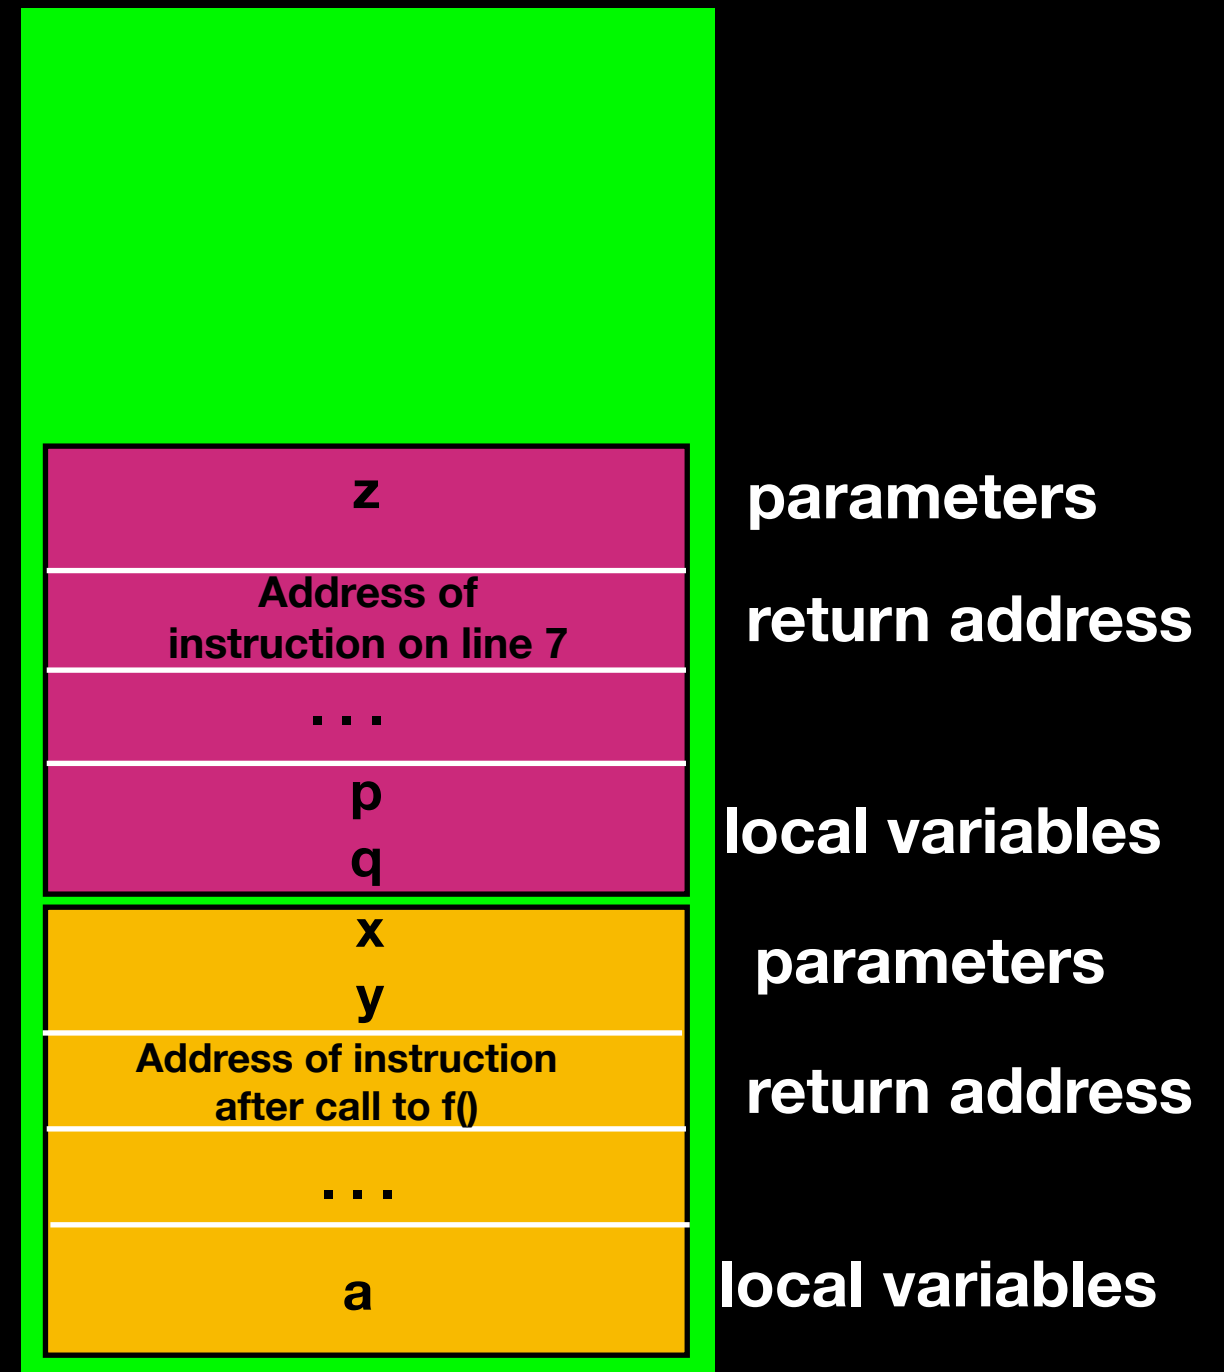 z
parameters
Address of
instruction on line 7
return address
. . .
p
q
local variables
x
y
parameters
Address of instruction
after call to f()
return address
. . .
a
local variables